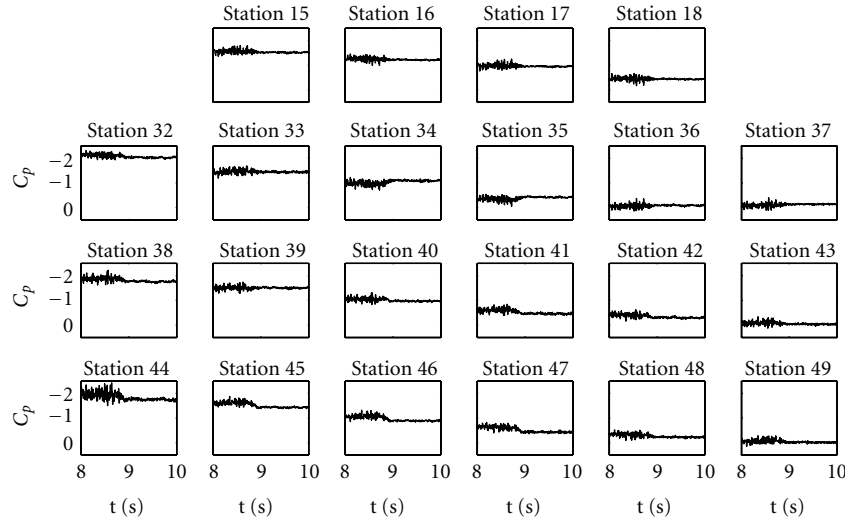 Station 15 Station 16 Station 17 Station 18
Station 32 Station 33 Station 34 Station 35 Station 36 Station 37
−2
−1
0
Cp
Station 38 Station 39 Station 40 Station 41 Station 42 Station 43
−2
−1
0
Cp
Station 44 Station 45 Station 46 Station 47 Station 48 Station 49
−2
−1
0
Cp
8 9 10 8 9 10 8 9 10 8 9 10 8 9 10 8 9 10
t (s) t (s) t (s) t (s) t (s) t (s)